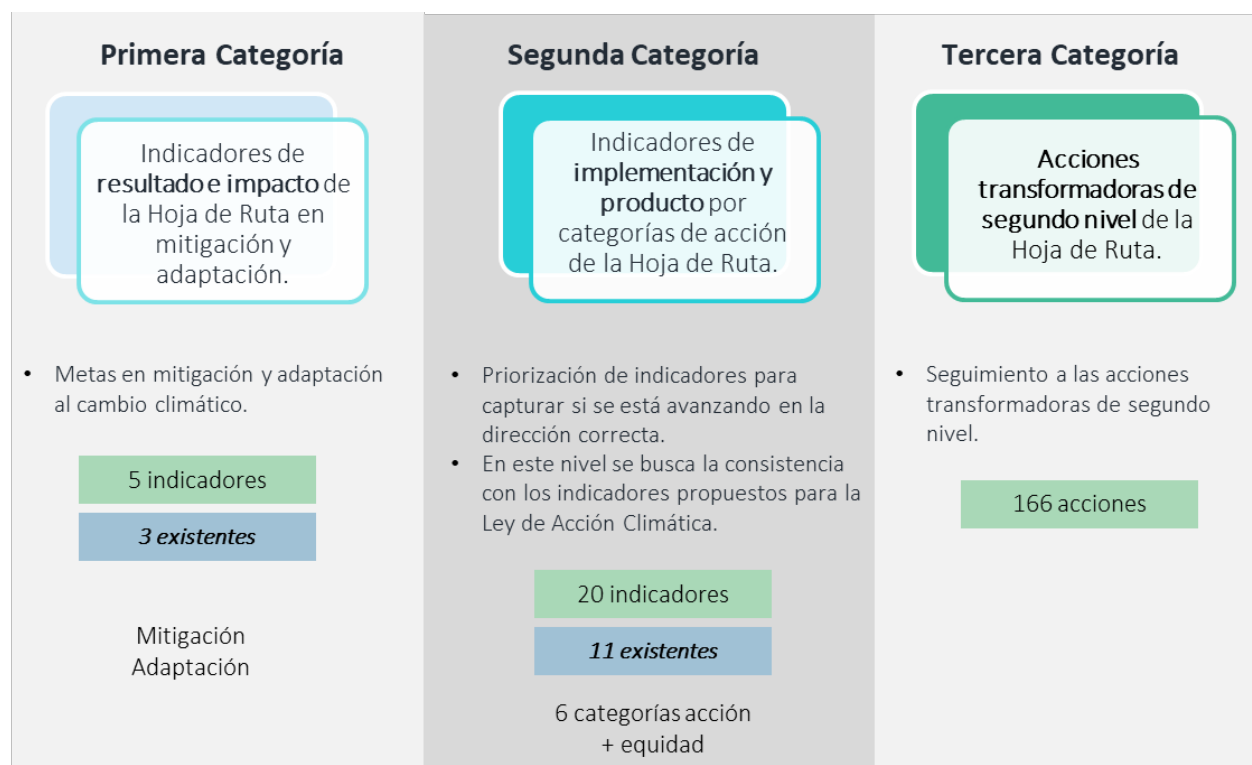 Primera Categoría
Indicadores de
resultado e impacto de
la Hoja de Ruta en
mitigación y
adaptación.
• Metas en mitigación y adaptación
al cambio climático.
5 indicadores
3 existentes
Mitigación
Adaptación
Segunda Categoría
Indicadores de
implementación y
producto por
categorías de acción
de la Hoja de Ruta.
• Priorización de indicadores para
capturar si se está avanzando en la
dirección correcta.
• En este nivel se busca la consistencia
con los indicadores propuestos para la
Ley de Acción Climática.
20 indicadores
11 existentes
6 categorías acción
+ equidad
Tercera Categoría
Acciones
transformadoras de
segundo nivel de la
Hoja de Ruta.
• Seguimiento a las acciones
transformadoras de segundo
nivel.
166 acciones